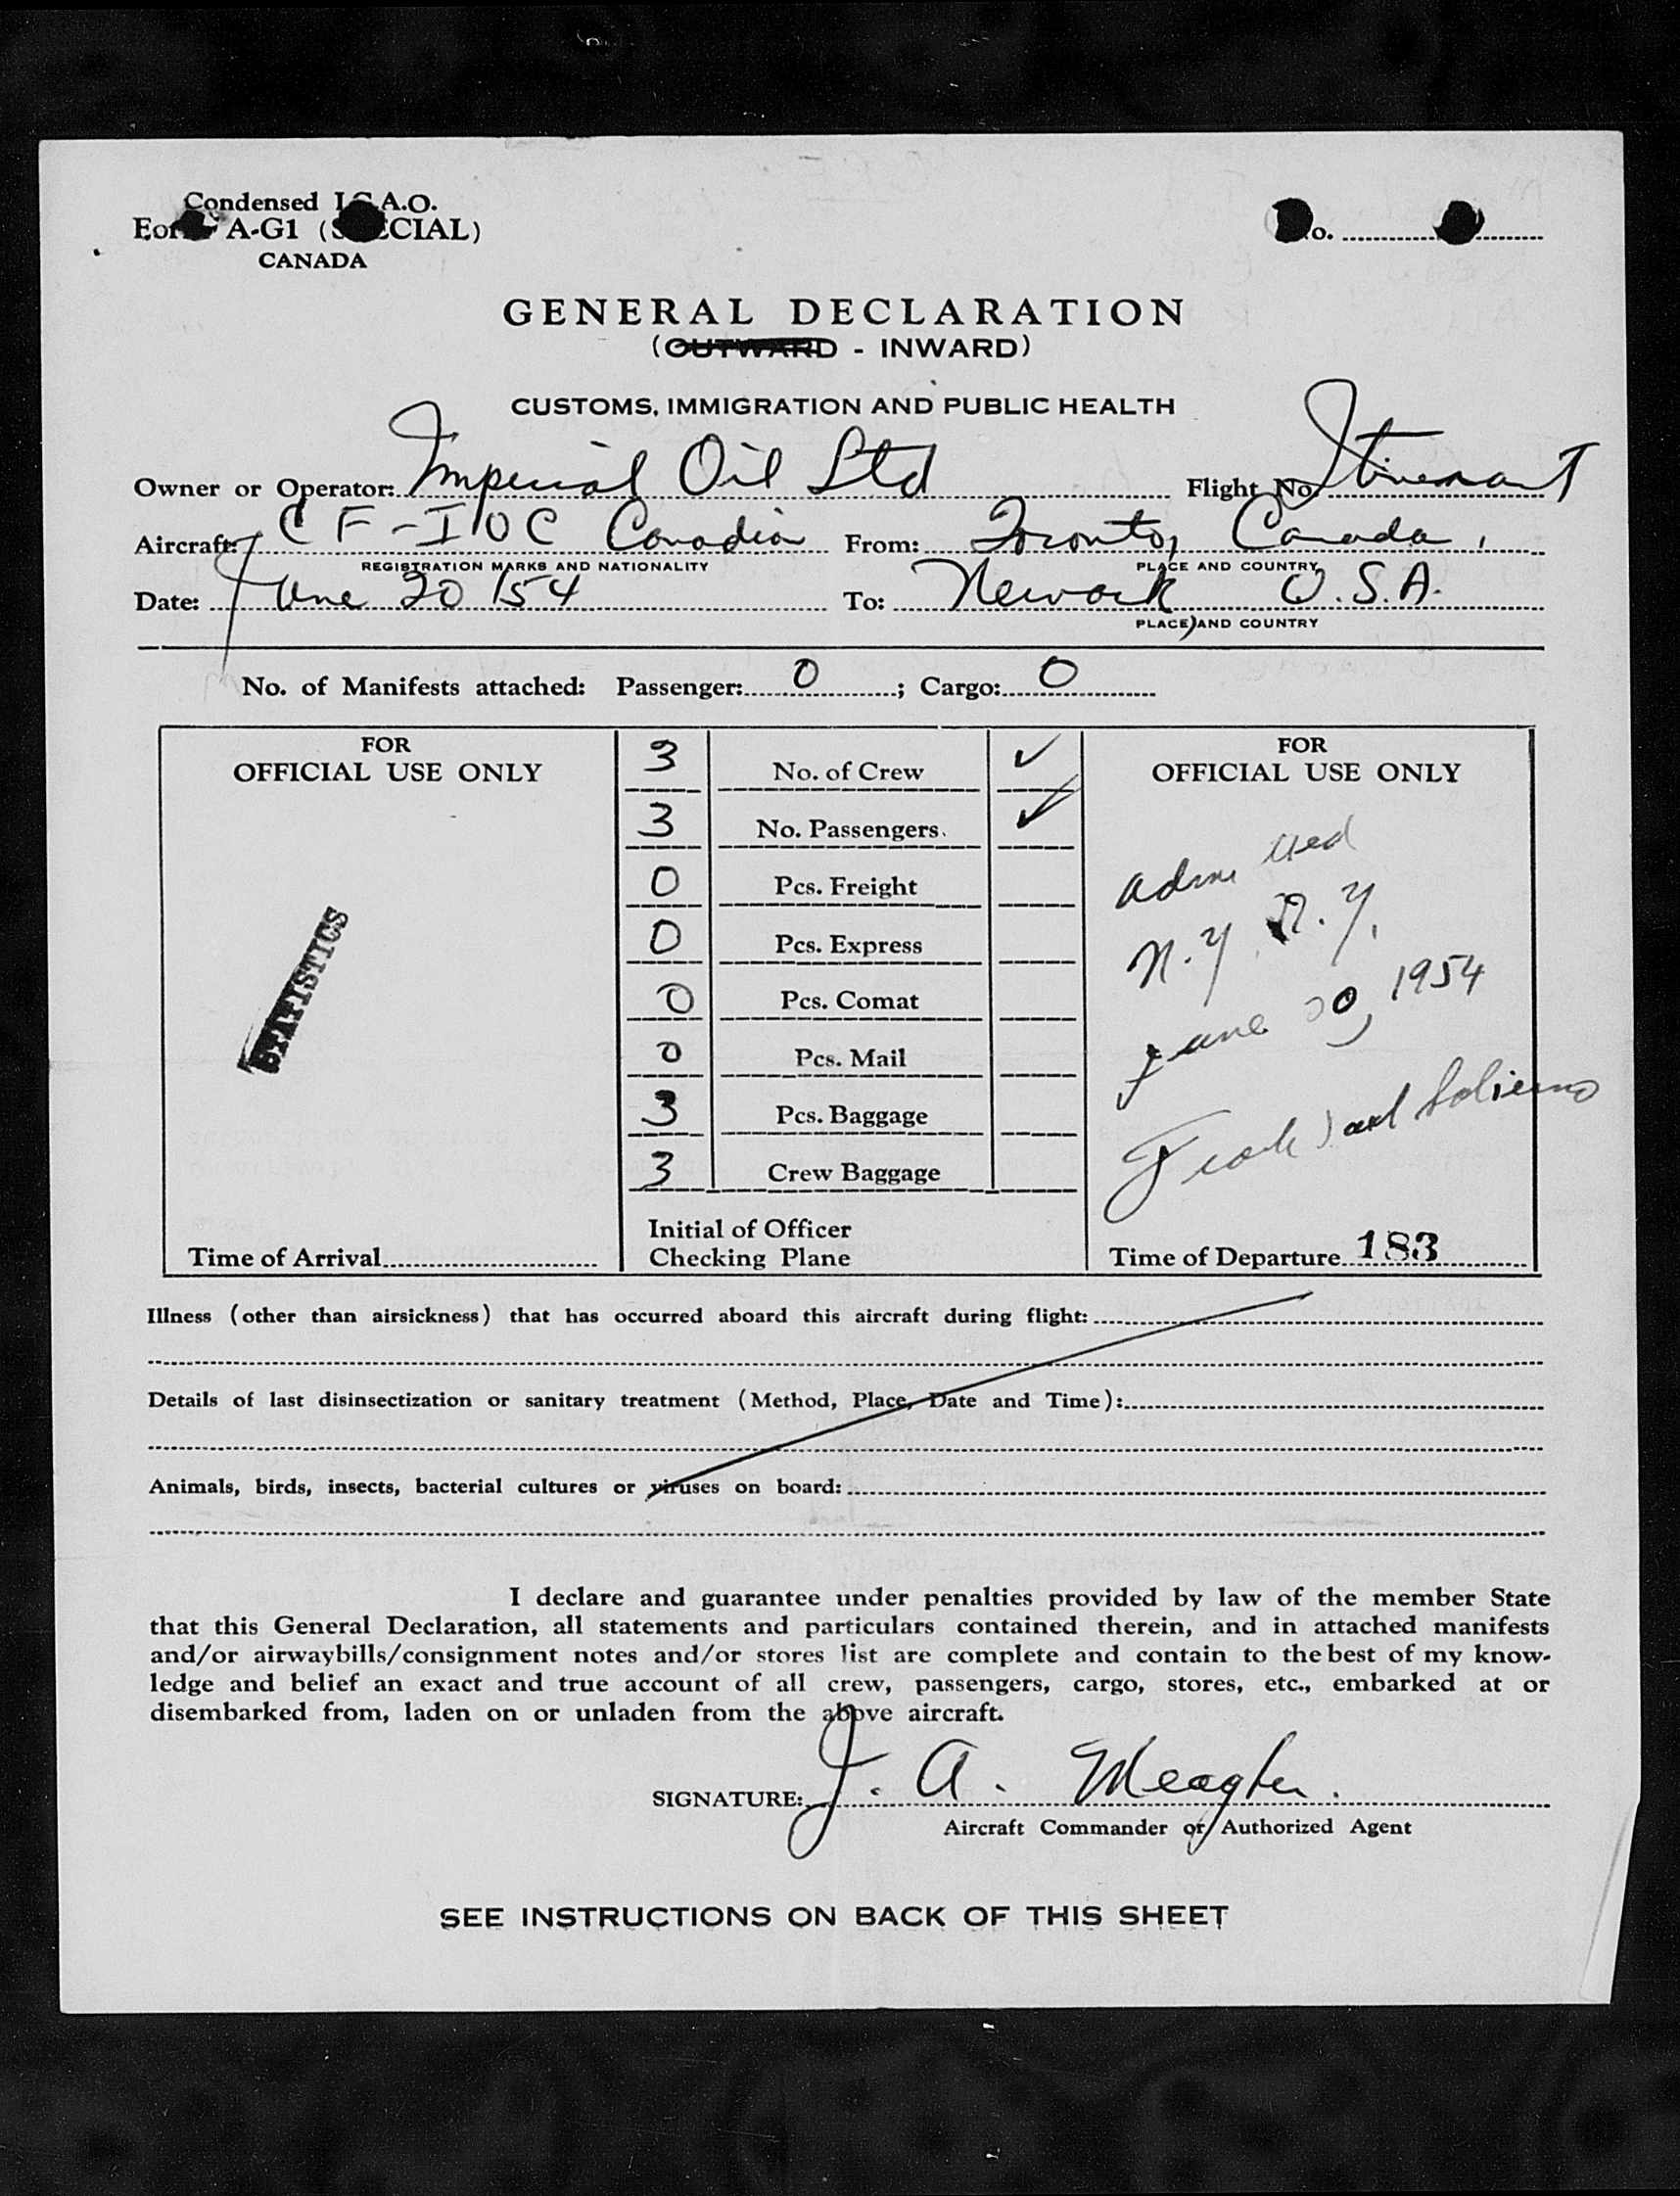 Condensed I.C.A.O.
Form A-G1 (SPECIAL)
CANADA
No.
GENERAL DECLARATION
(OUTWARD - INWARD)
CUSTOMS, IMMIGRATION AND PUBLIC HEALTH
Owner or Operator: Imperial Oil Ltd Flight No. Itinerant
Aircraft: CF-IOC Canadian From: Toronto, Canada,
REGISTRATION MARKS AND NATIONALITY PLACE AND COUNTRY
Date: June 20/54 To: Newark U.S.A.
PLACE AND COUNTRY
No. of Manifests attached: Passenger: 0; Cargo: 0
FOR
OFFICIAL USE ONLY
STATISTICS
Time of Arrival
3 No. of Crew ✓
3 No. Passengers. ✓
0 Pcs. Freight
0 Pcs. Express
0 Pcs. Comat
0 Pcs. Mail
3 Pcs. Baggage
3 Crew Baggage
Initial of Officer
Checking Plane
FOR
OFFICIAL USE ONLY
Admitted
N.Y. N.Y.
June 20, 1954
Time of Departure 183
Illness (other than airsickness) that has occurred aboard this aircraft during flight:
Details of last disinsectization or sanitary treatment (Method, Place, Date and Time):
Animals, birds, insects, bacterial cultures or viruses on board:
I declare and guarantee under penalties provided by law of the member State
that this General Declaration, all statements and particulars contained therein, and in attached manifests
and/or airwaybills/consignment notes and/or stores list are complete and contain to the best of my know-
ledge and belief an exact and true account of all crew, passengers, cargo, stores, etc., embarked at or
disembarked from, laden on or unladen from the above aircraft.
SIGNATURE: J. A. Meagher.
Aircraft Commander or Authorized Agent
SEE INSTRUCTIONS ON BACK OF THIS SHEET